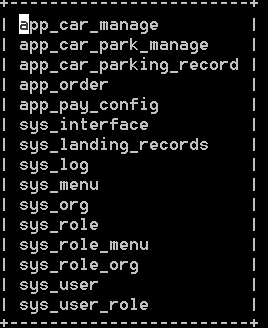 +----------------------+
| app_car_manage |
| app_car_park_manage |
| app_car_parking_record |
| app_order |
| app_pay_config |
| sys_interface |
| sys_landing_records |
| sys_log |
| sys_menu |
| sys_org |
| sys_role |
| sys_role_menu |
| sys_role_org |
| sys_user |
| sys_user_role |
+----------------------+